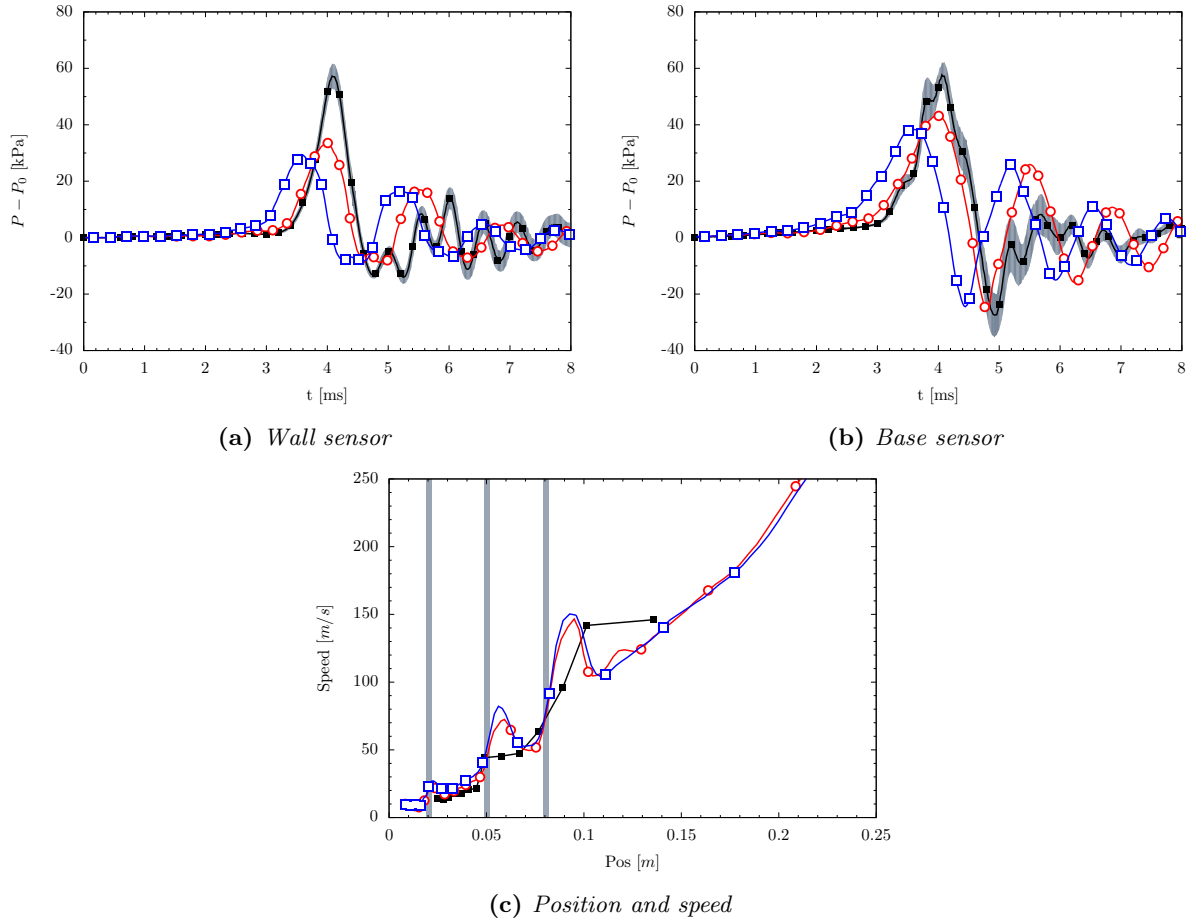 80
60
40
20
0
-20
-40
P − P₀ [kPa]
0 1 2 3 4 5 6 7 8
t [ms]
(a) Wall sensor
80
60
40
20
0
-20
-40
P − P₀ [kPa]
0 1 2 3 4 5 6 7 8
t [ms]
(b) Base sensor
250
200
150
100
50
0
Speed [m/s]
0 0.05 0.1 0.15 0.2 0.25
Pos [m]
(c) Position and speed